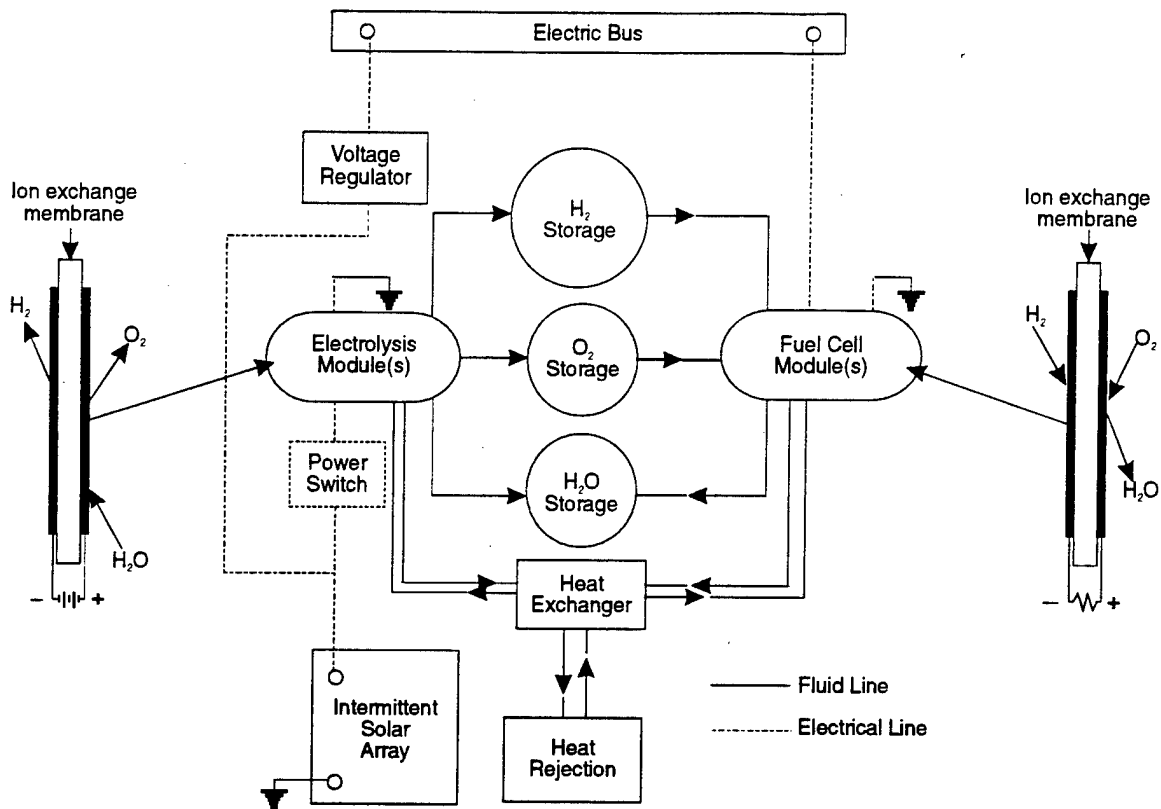 Electric Bus
Voltage
Regulator
Ion exchange
membrane
H₂
O₂
H₂O
− +
Electrolysis
Module(s)
Power
Switch
H₂
Storage
O₂
Storage
H₂O
Storage
Fuel Cell
Module(s)
Ion exchange
membrane
H₂
O₂
H₂O
− +
Heat
Exchanger
Heat
Rejection
Intermittent
Solar
Array
Fluid Line
Electrical Line